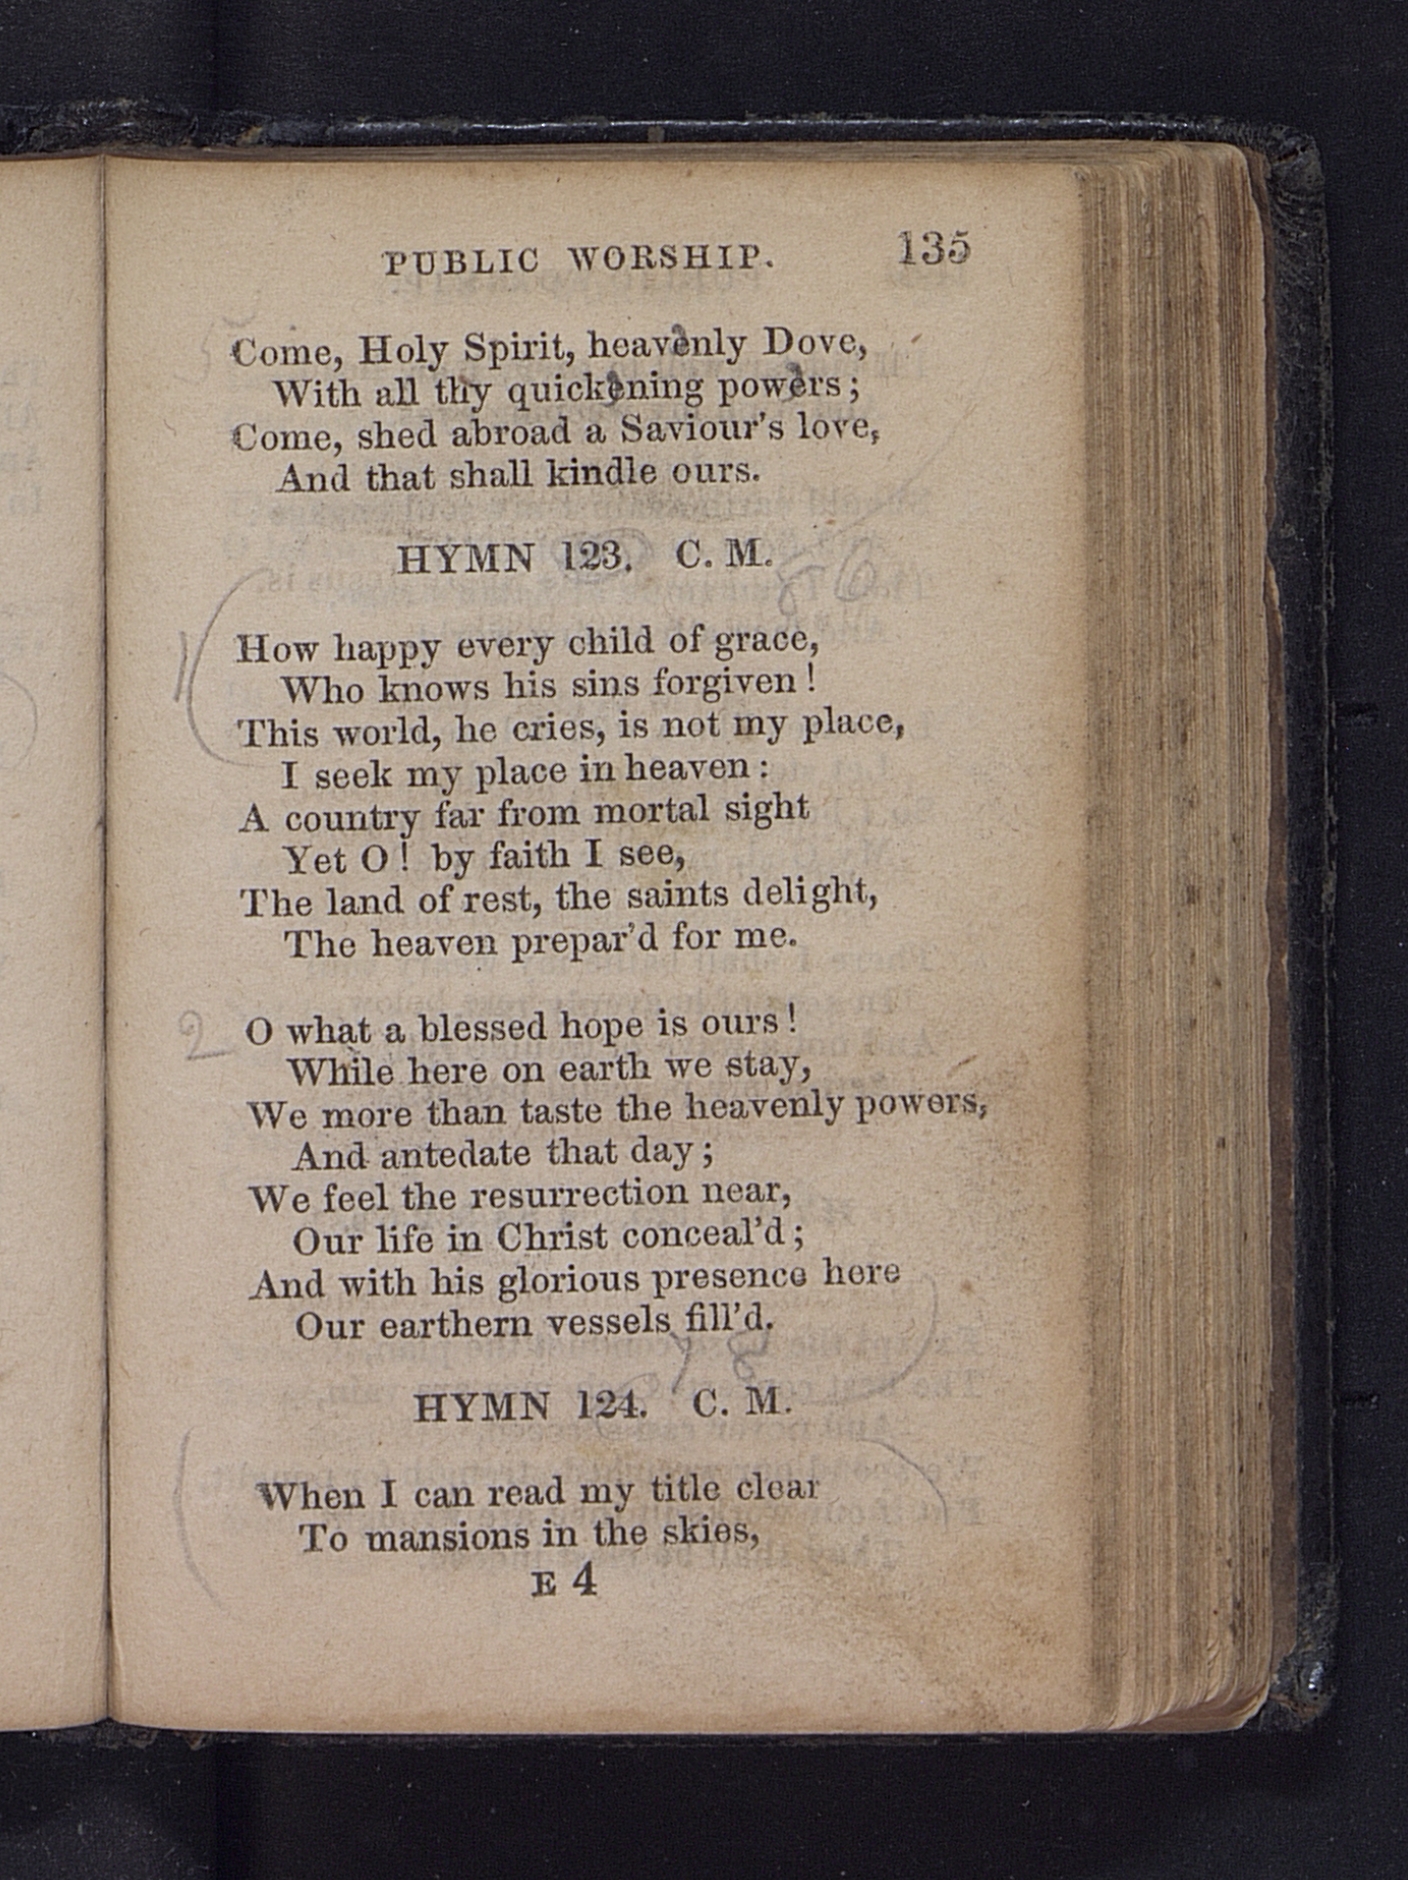 PUBLIC WORSHIP. 135
Come, Holy Spirit, heavenly Dove,
With all thy quickening powers;
Come, shed abroad a Saviour's love,
And that shall kindle ours.
HYMN 123. C. M.
86
1
How happy every child of grace,
Who knows his sins forgiven!
This world, he cries, is not my place,
I seek my place in heaven:
A country far from mortal sight
Yet O! by faith I see,
The land of rest, the saints delight,
The heaven prepar'd for me.
2
O what a blessed hope is ours!
While here on earth we stay,
We more than taste the heavenly powers,
And antedate that day;
We feel the resurrection near,
Our life in Christ conceal'd;
And with his glorious presence here
Our earthern vessels fill'd.
HYMN 124. C. M.
When I can read my title clear
To mansions in the skies,
E 4